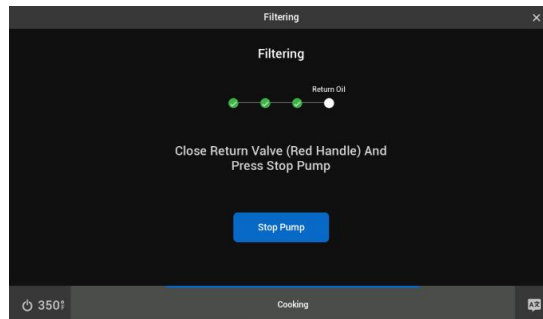 Filtering
Filtering
Return Oil
Close Return Valve (Red Handle) And
Press Stop Pump
Stop Pump
350°F
Cooking